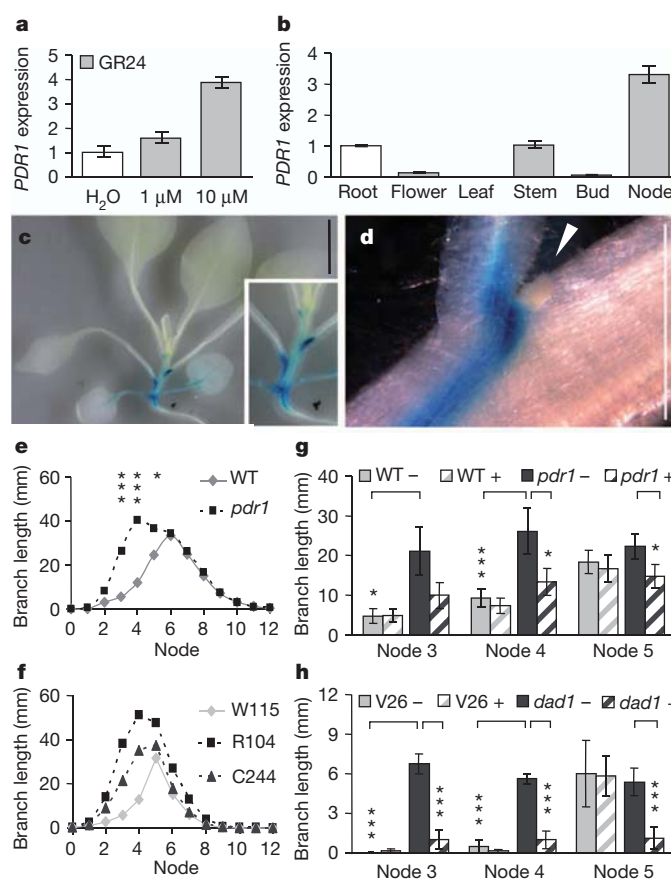 a
PDR1 expression
5
4
3
2
1
0
GR24
H₂O 1 µM 10 µM
b
PDR1 expression
4
3
2
1
0
Root Flower Leaf Stem Bud Node
c
d
e
Branch length (mm)
60
40
20
0
***
***
*
WT
pdr1
0 2 4 6 8 10 12
Node
g
Branch length (mm)
40
30
20
10
0
WT – WT + pdr1 – pdr1 +
*
***
*
*
Node 3 Node 4 Node 5
f
Branch length (mm)
60
40
20
0
W115
R104
C244
0 2 4 6 8 10 12
Node
h
Branch length (mm)
12
9
6
3
0
V26 – V26 + dad1 – dad1 +
***
***
***
***
***
Node 3 Node 4 Node 5